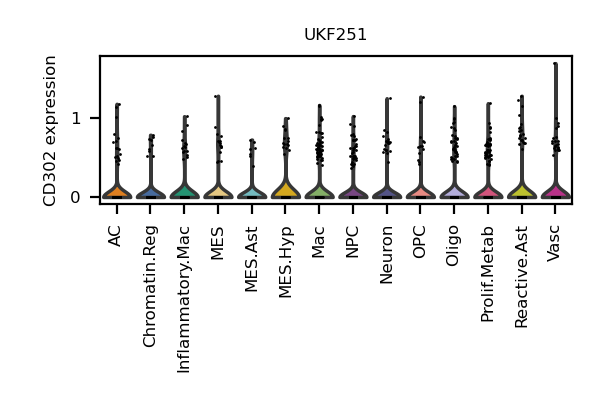 UKF251
CD302 expression
1
0
AC
Chromatin.Reg
Inflammatory.Mac
MES
MES.Ast
MES.Hyp
Mac
NPC
Neuron
OPC
Oligo
Prolif.Metab
Reactive.Ast
Vasc